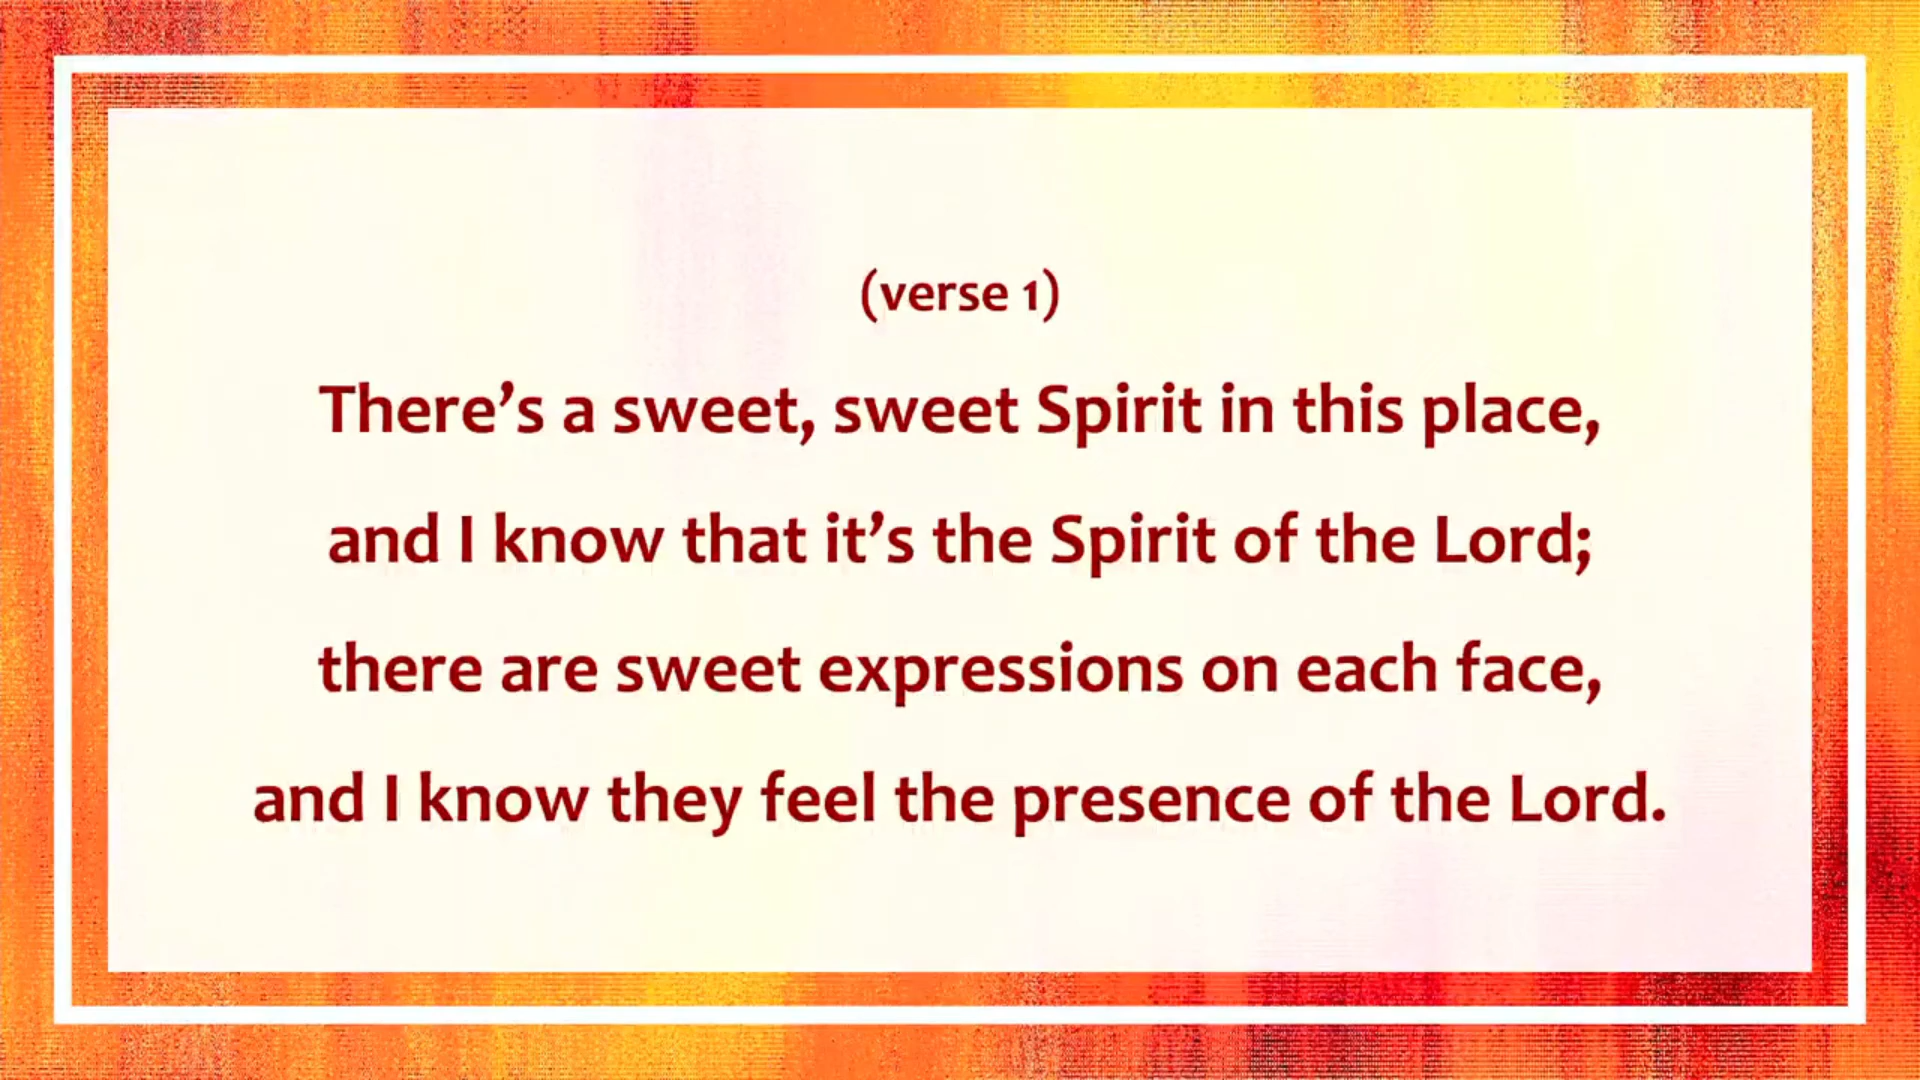 (verse 1)
There’s a sweet, sweet Spirit in this place,
and I know that it’s the Spirit of the Lord;
there are sweet expressions on each face,
and I know they feel the presence of the Lord.